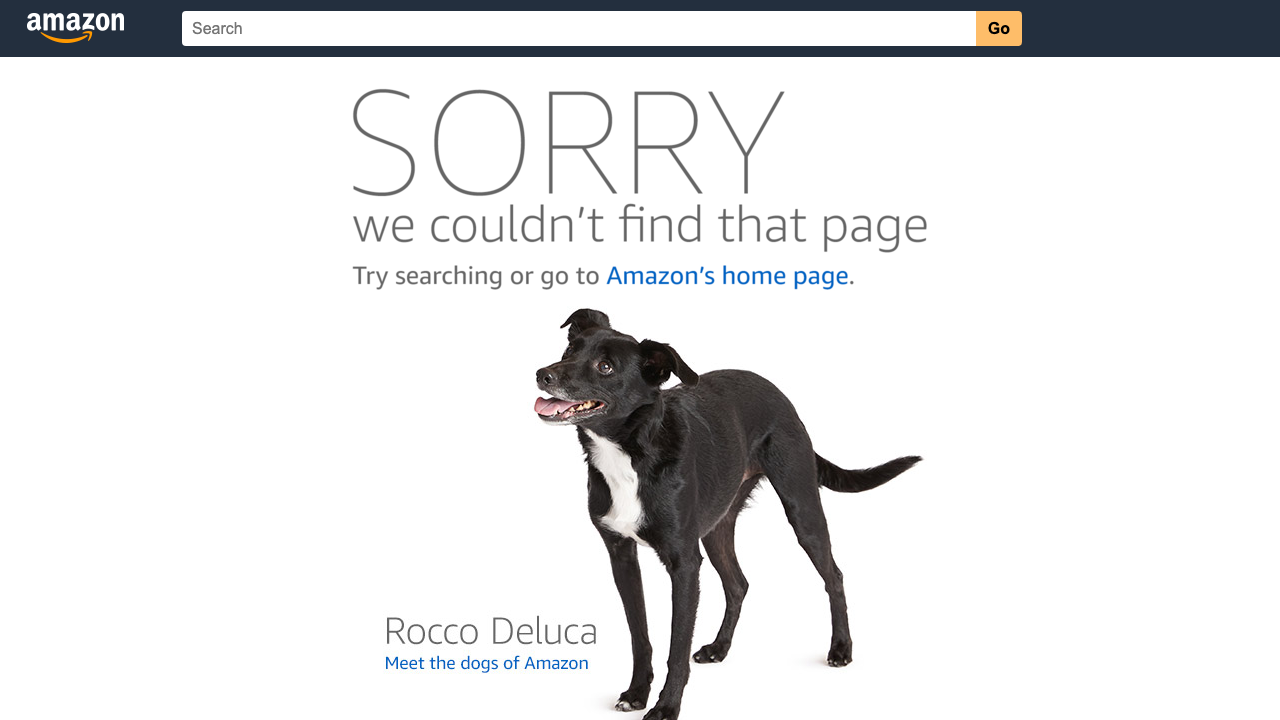 amazon
Search
Go
SORRY
we couldn't find that page
Try searching or go to Amazon's home page.
Rocco Deluca
Meet the dogs of Amazon